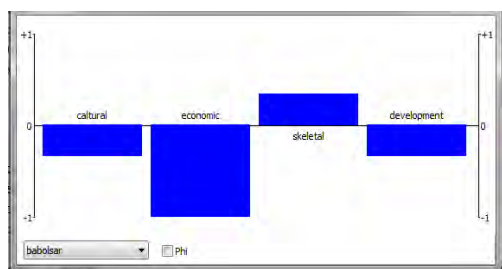 +1 +1
caltural economic development
0 0
skeletal
-1 -1
babolsar Phi